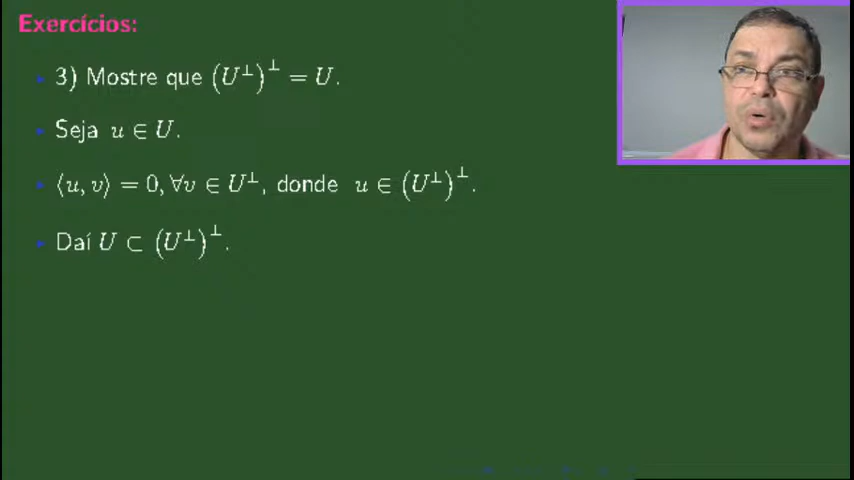 Exercícios:
3) Mostre que (U^⊥)^⊥ = U.
Seja u ∈ U.
⟨u, v⟩ = 0, ∀v ∈ U^⊥, donde u ∈ (U^⊥)^⊥.
Daí U ⊂ (U^⊥)^⊥.